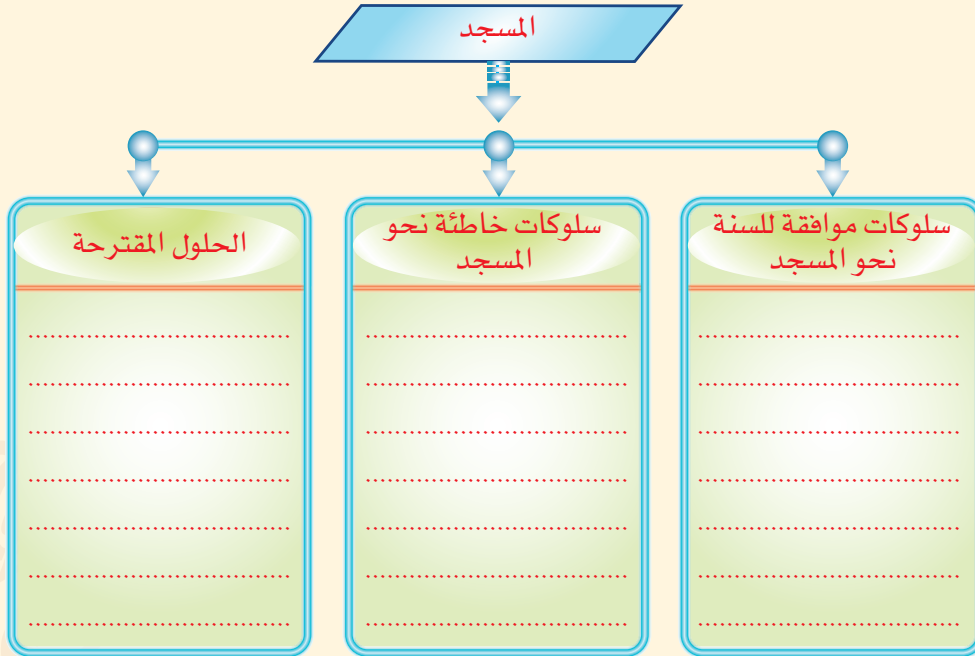 المسجد
سلوكات موافقة للسنة
نحو المسجد
سلوكات خاطئة نحو
المسجد
الحلول المقترحة